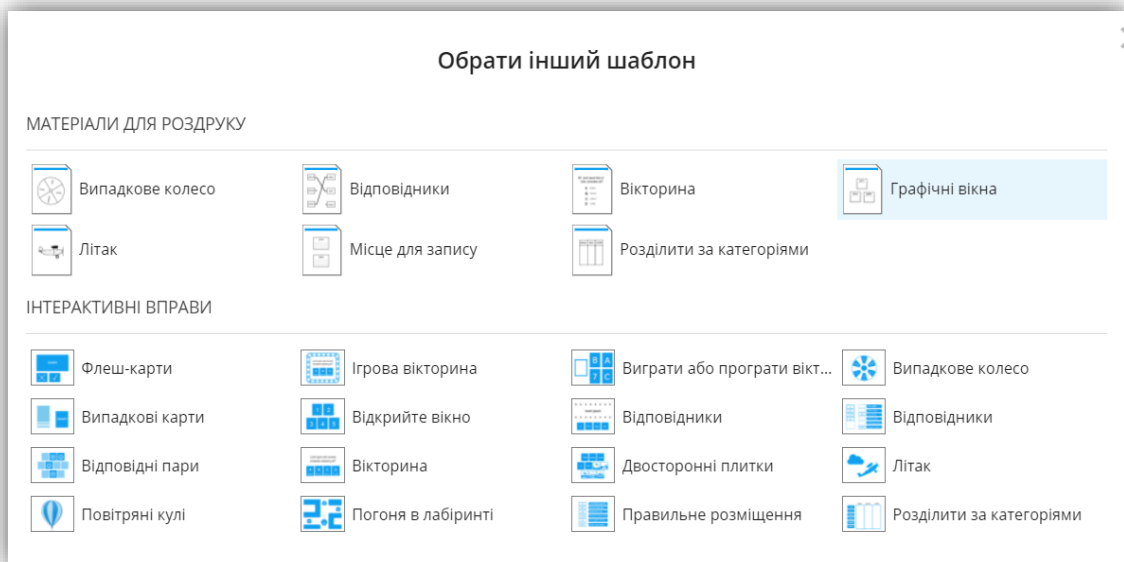 Обрати інший шаблон
МАТЕРІАЛИ ДЛЯ РОЗДРУКУ
Випадкове колесо
Відповідники
Вікторина
Графічні вікна
Літак
Місце для запису
Розділити за категоріями
ІНТЕРАКТИВНІ ВПРАВИ
Флеш-карти
Ігрова вікторина
Виграти або програти вікт...
Випадкове колесо
Випадкові карти
Відкрийте вікно
Відповідники
Відповідники
Відповідні пари
Вікторина
Двосторонні плитки
Літак
Повітряні кулі
Погоня в лабіринті
Правильне розміщення
Розділити за категоріями